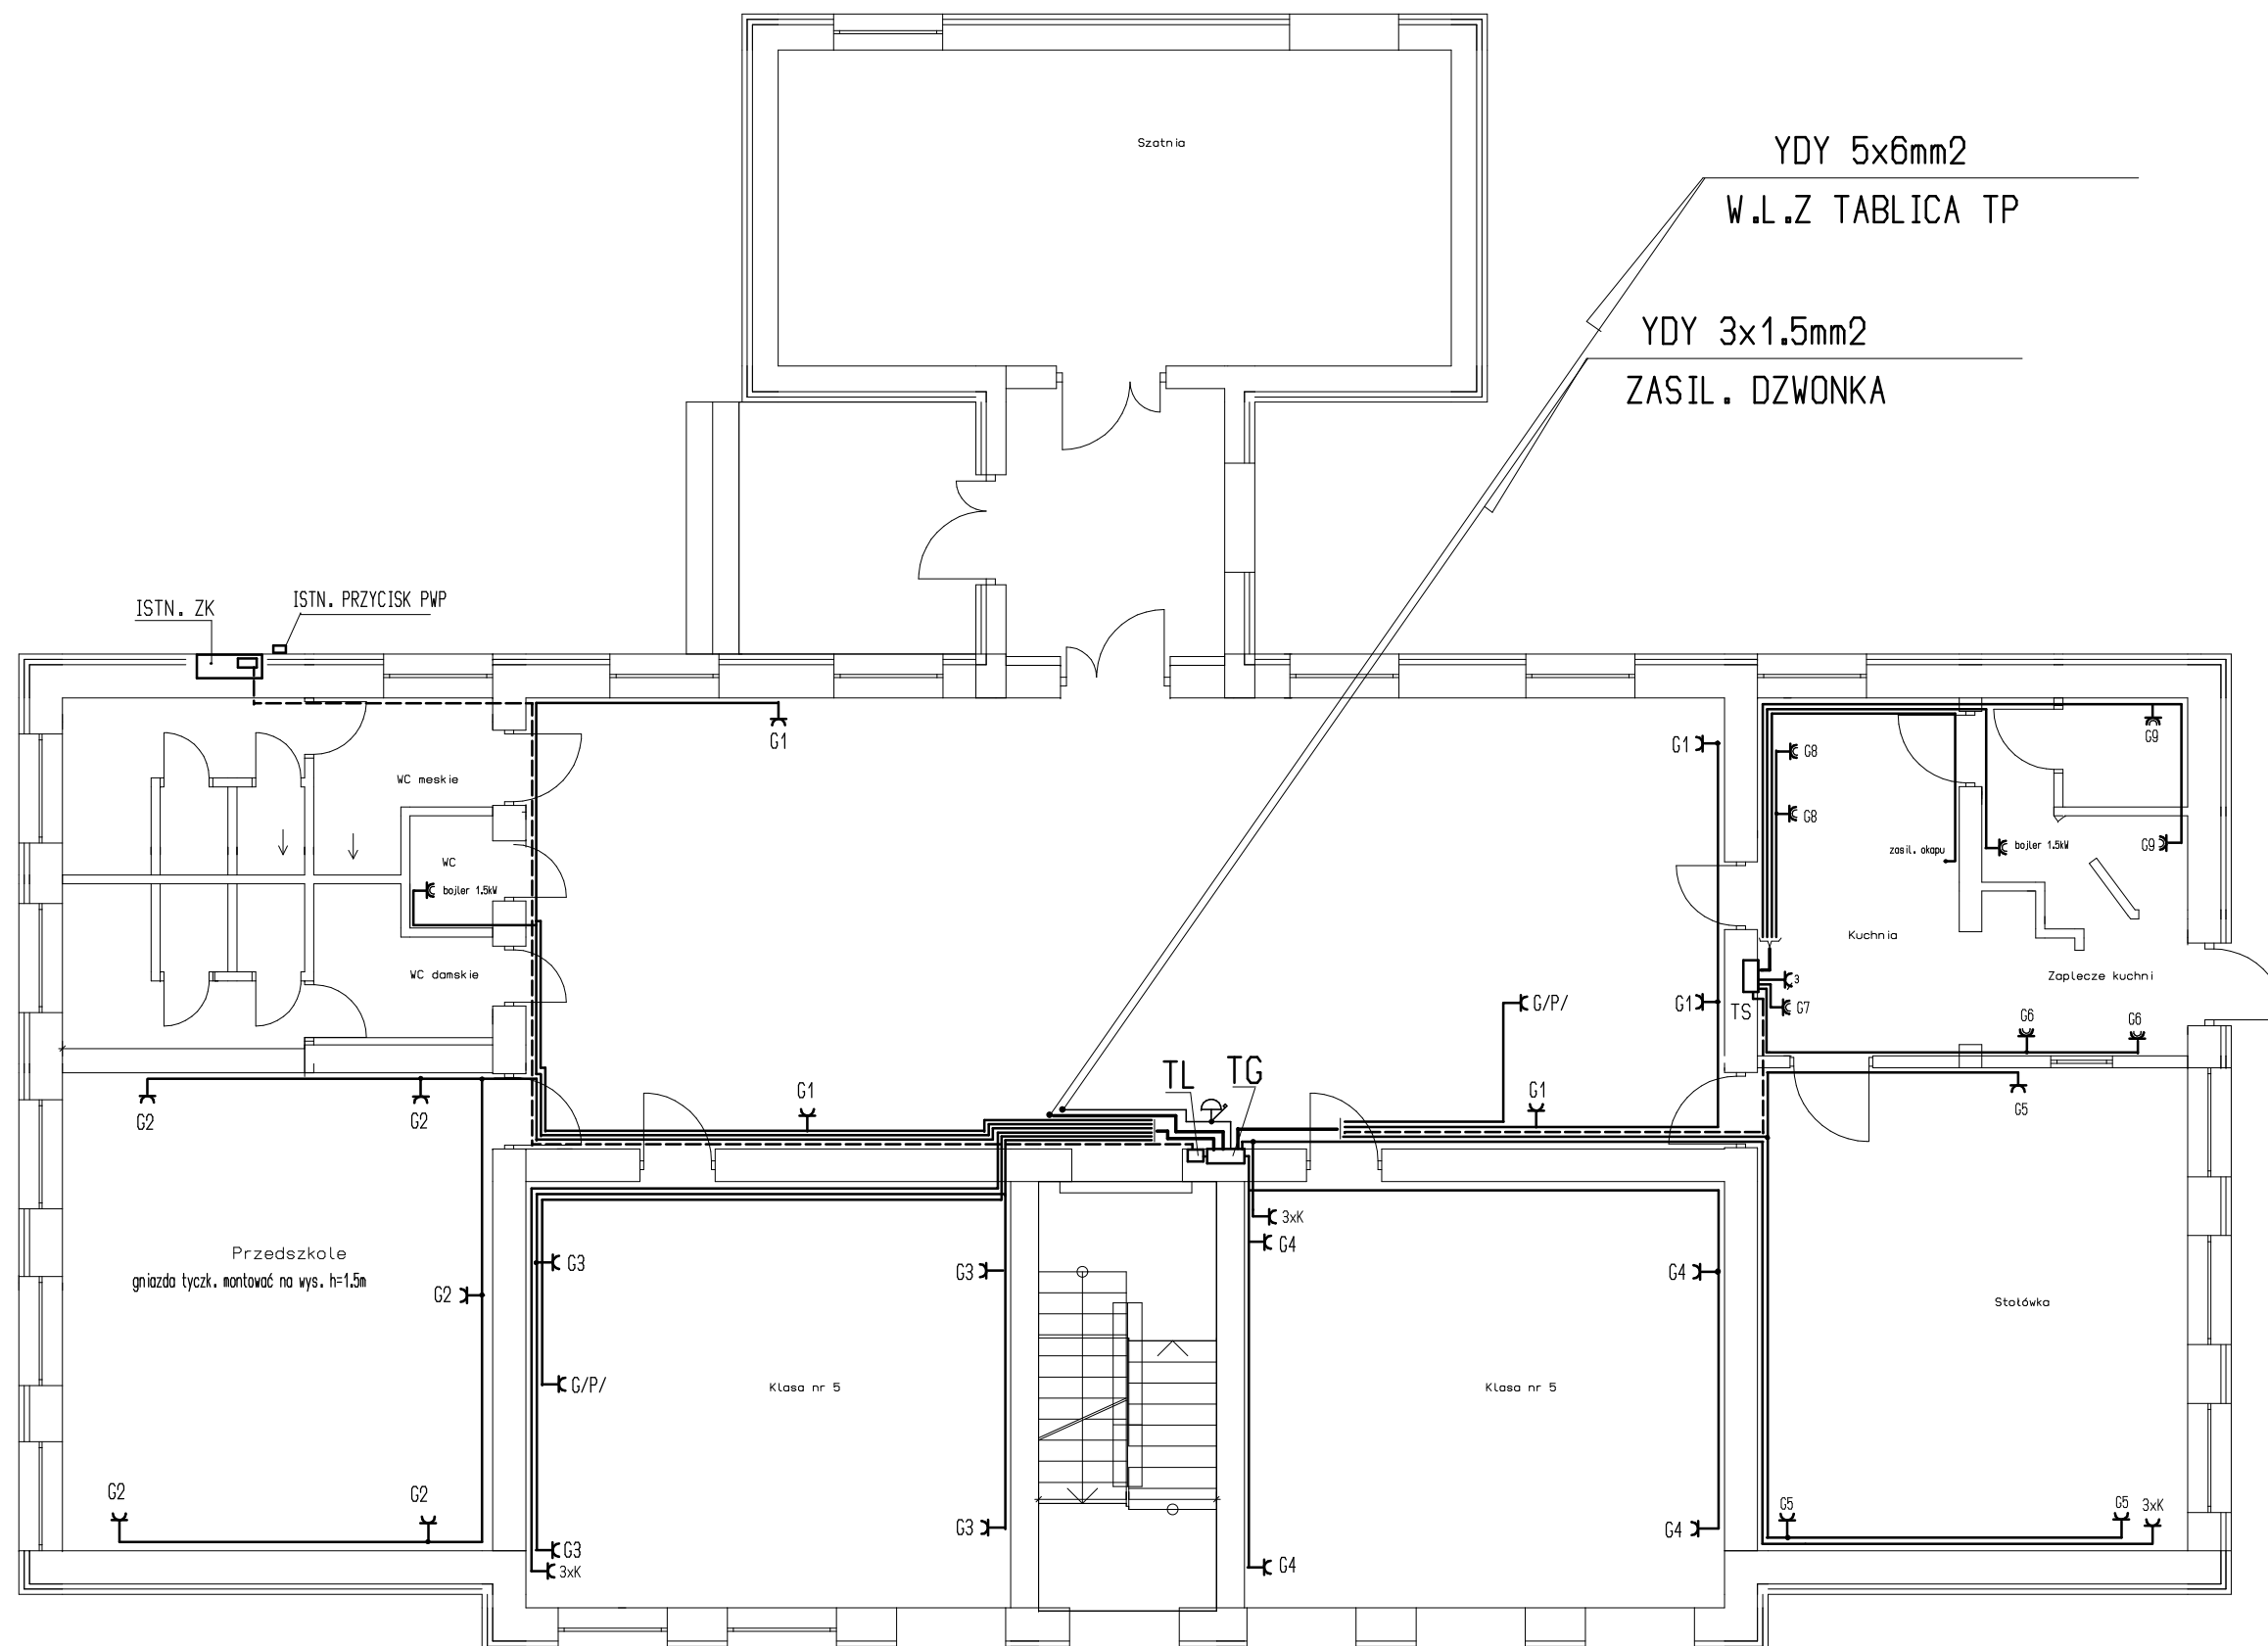 Szatnia
YDY 5x6mm2
W.L.Z TABLICA TP
YDY 3x1.5mm2
ZASIL. DZWONKA
ISTN. ZK
ISTN. PRZYCISK PWP
G1
G1
G9
G8
G8
G9
zasil. okapu
bojler 1.5kW
WC meskie
WC
bojler 1.5kW
WC damskie
Kuchnia
Zaplecze kuchni
3
G7
TS
G/P/
G1
G6
G6
TL
TG
G1
G1
G2
G2
G5
3xK
G4
G3
G3
G4
Przedszkole
gniazda tyczk. montować na wys. h=1.5m
G2
Stołówka
G/P/
Klasa nr 5
Klasa nr 5
G2
G2
G3
G4
G5
G5
3xK
G3
3xK
G4